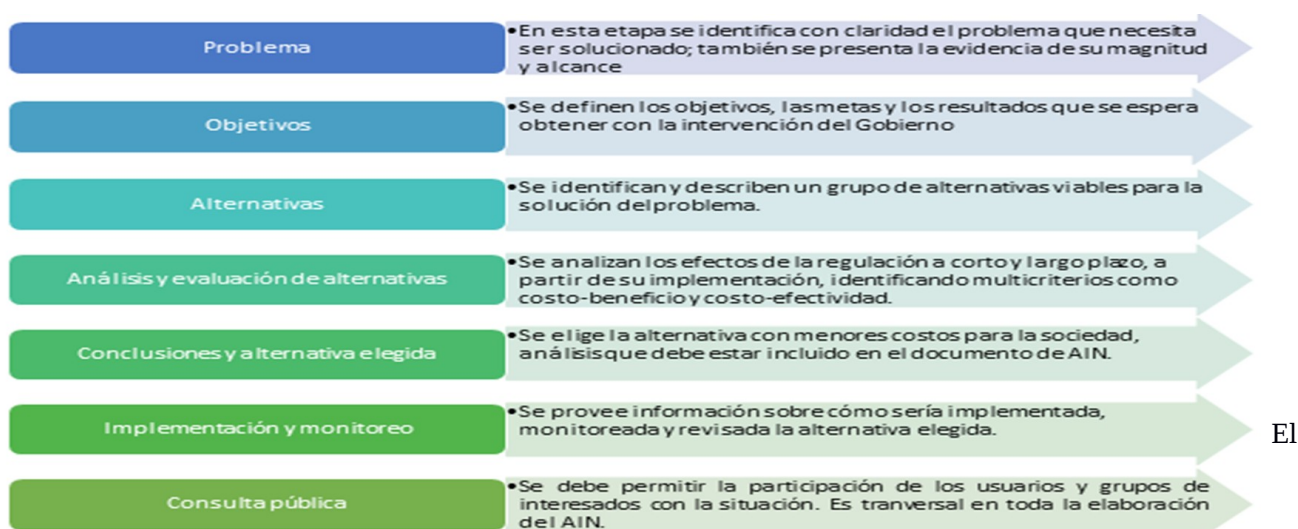 Problema
•En esta etapa se identifica con claridad el problema que necesita
ser solucionado; también se presenta la evidencia de su magnitud
y alcance
Objetivos
•Se definen los objetivos, las metas y los resultados que se espera
obtener con la intervención del Gobierno
Alternativas
•Se identifican y describen un grupo de alternativas viables para la
solución del problema.
Análisis y evaluación de alternativas
•Se analizan los efectos de la regulación a corto y largo plazo, a
partir de su implementación, identificando multicriterios como
costo-beneficio y costo-efectividad.
Conclusiones y alternativa elegida
•Se elige la alternativa con menores costos para la sociedad,
análisis que debe estar incluido en el documento de AIN.
Implementación y monitoreo
•Se provee información sobre cómo sería implementada,
monitoreada y revisada la alternativa elegida.
El
Consulta pública
•Se debe permitir la participación de los usuarios y grupos de
interesados con la situación. Es tranversal en toda la elaboración
del AIN.